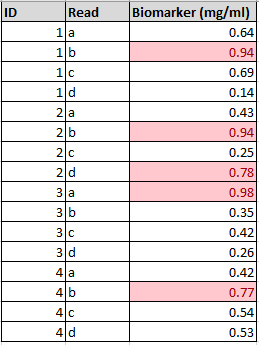 ID Read Biomarker (mg/ml)
1 a 0.64
1 b 0.94
1 c 0.69
1 d 0.14
2 a 0.43
2 b 0.94
2 c 0.25
2 d 0.78
3 a 0.98
3 b 0.35
3 c 0.42
3 d 0.26
4 a 0.42
4 b 0.77
4 c 0.54
4 d 0.53